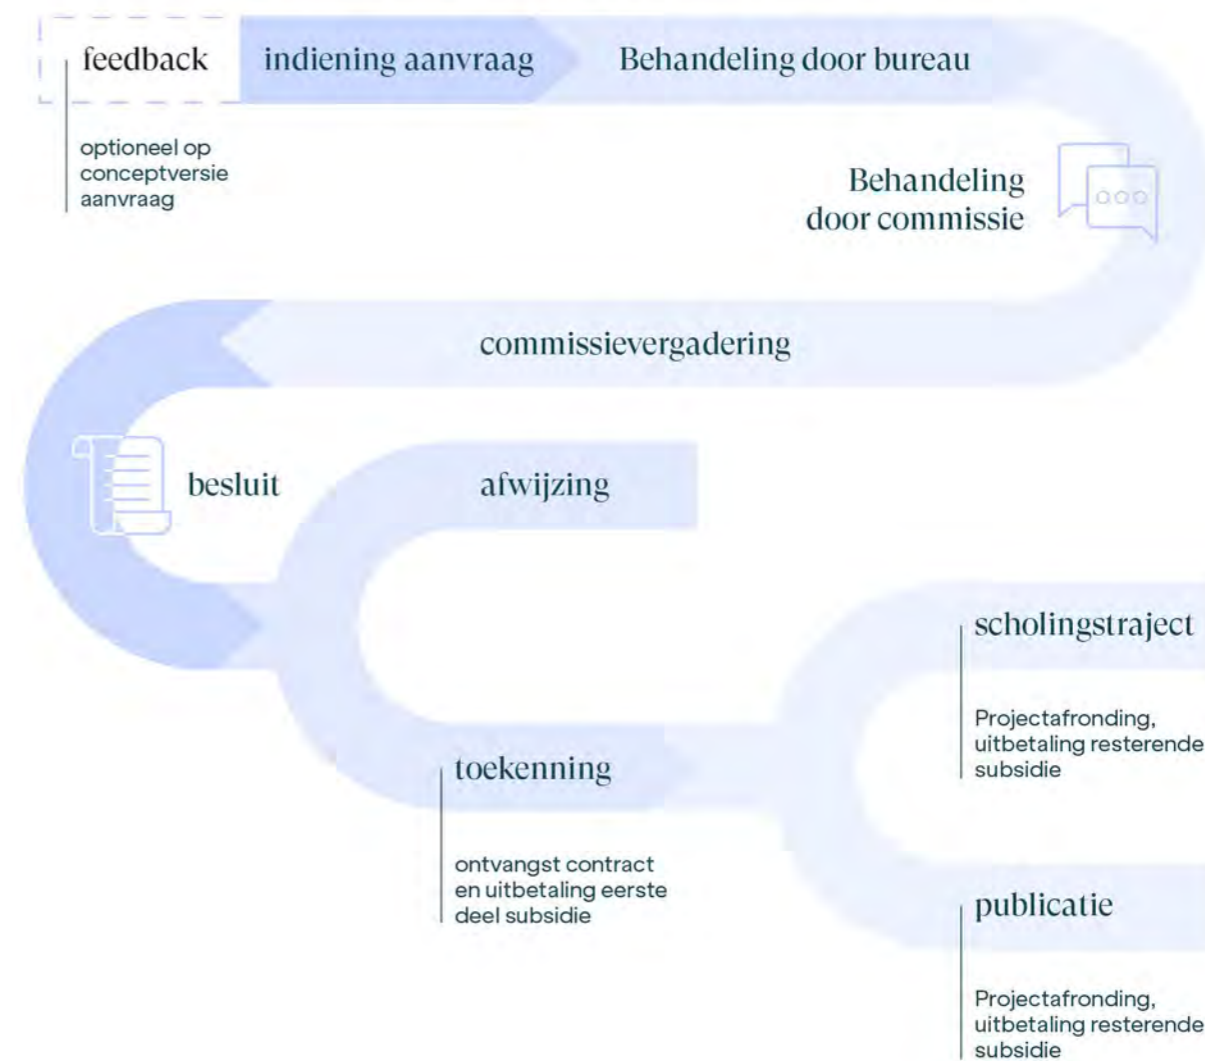 feedback
indiening aanvraag
Behandeling door bureau
optioneel op
conceptversie
aanvraag
Behandeling
door commissie
commissievergadering
besluit
afwijzing
scholingstraject
Projectafronding,
uitbetaling resterende
subsidie
toekenning
ontvangst contract
en uitbetaling eerste
deel subsidie
publicatie
Projectafronding,
uitbetaling resterende
subsidie